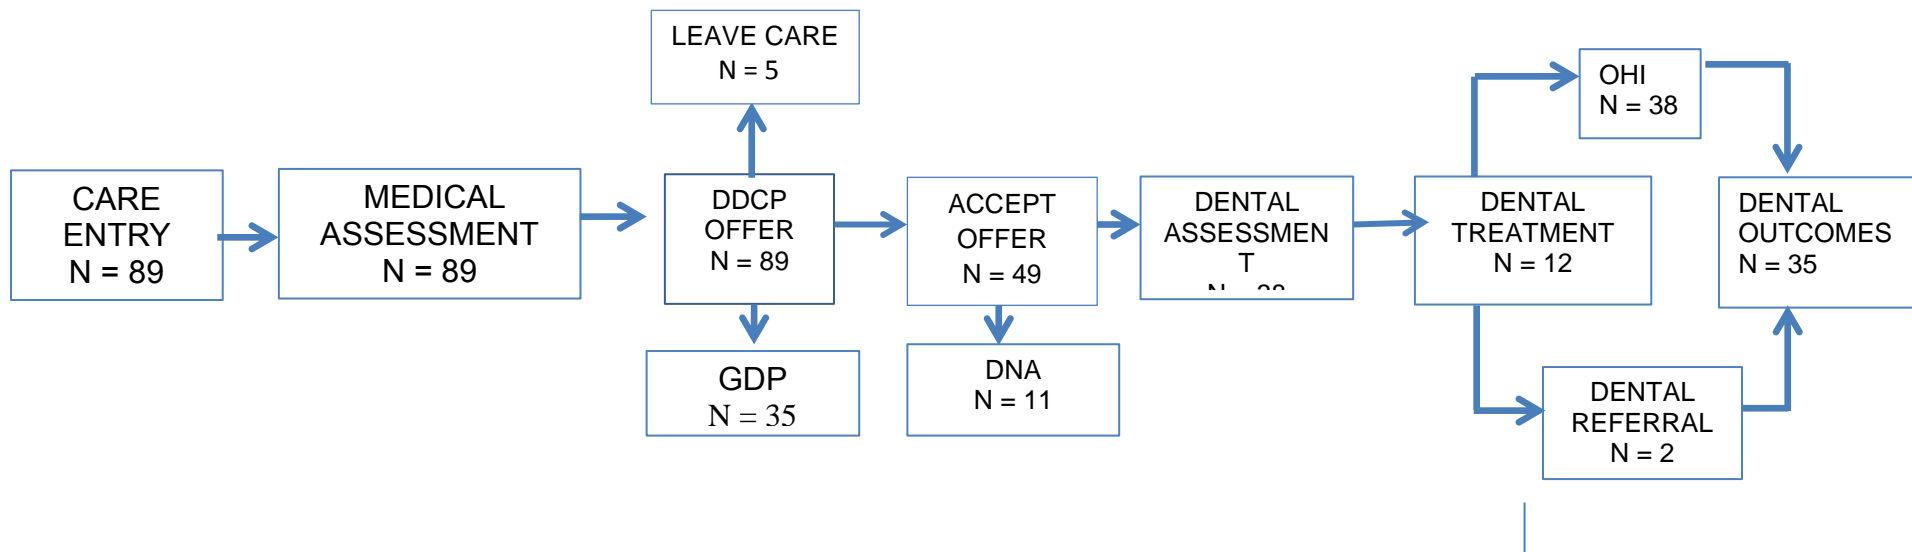 LEAVE CARE
N = 5
OHI
N = 38
CARE
ENTRY
N = 89
MEDICAL
ASSESSMENT
N = 89
DDCP
OFFER
N = 89
ACCEPT
OFFER
N = 49
DENTAL
ASSESSMEN
T
DENTAL
TREATMENT
N = 12
DENTAL
OUTCOMES
N = 35
GDP
N = 35
DNA
N = 11
DENTAL
REFERRAL
N = 2